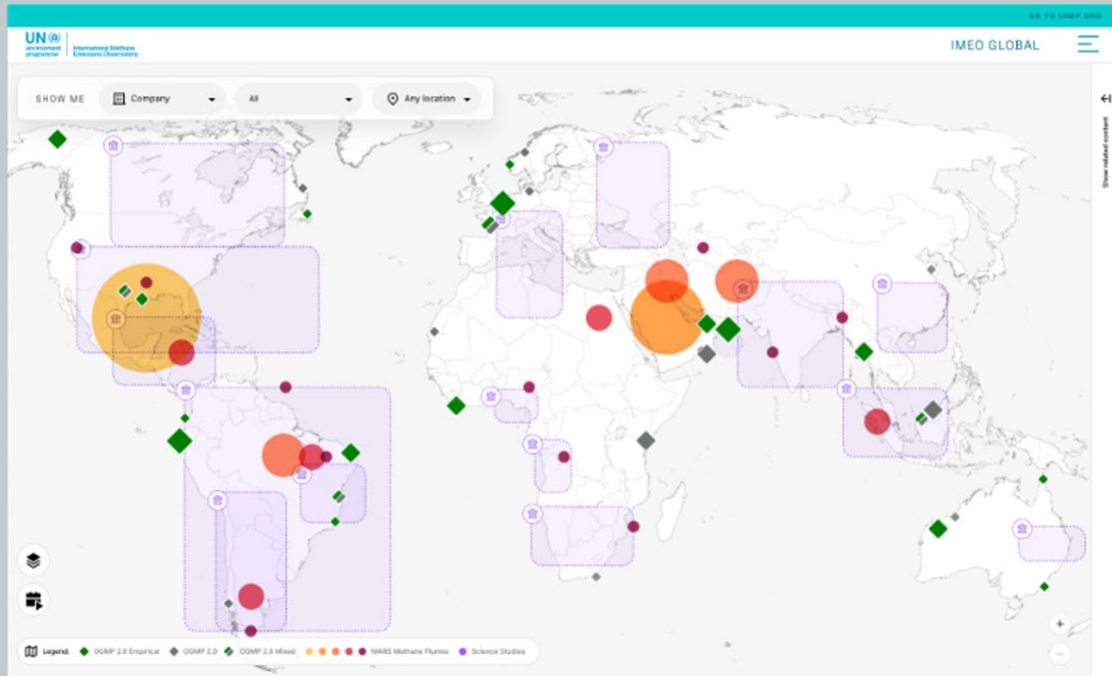 GO TO UNEP.ORG
UN
environment
programme
International Methane
Emissions Observatory
IMEO GLOBAL
SHOW ME
Company
All
Any location
Show related content
Legend:
OGMP 2.0 Empirical
OGMP 2.0
OGMP 2.0 Mixed
MARS Methane Plumes
Science Studies